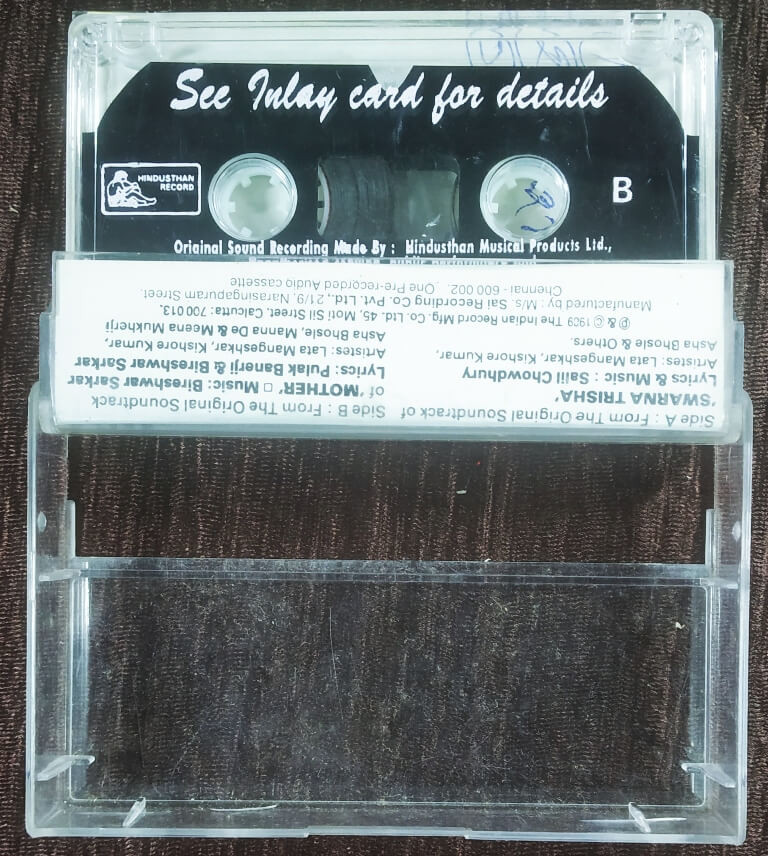 See Inlay card for details
HINDUSTHAN
RECORD
B
Original Sound Recording Made By : Hindusthan Musical Products Ltd.,
Side A : From The Original Soundtrack of
'SWARNA TRISHA'
Lyrics & Music : Salil Chowdhury
Artistes: Lata Mangeshkar, Kishore Kumar,
Asha Bhosle & Others.
Side B : From The Original Soundtrack
of 'MOTHER' □ Music: Bireshwar Sarkar
Lyrics: Pulak Banerji & Bireshwar Sarkar
Artistes: Lata Mangeshkar, Kishore Kumar,
Asha Bhosle, Manna De & Meena Mukherji
℗ & © The Indian Record Mfg. Co. Ltd. 45, Sil Street. Calcutta: 700 013.
Manufactured by : M/s. Sai Recording Co. Pvt. Ltd., 21/9, Narasingapuram Street.
Chennai - 600 002. . One Pre-recorded Audio cassette